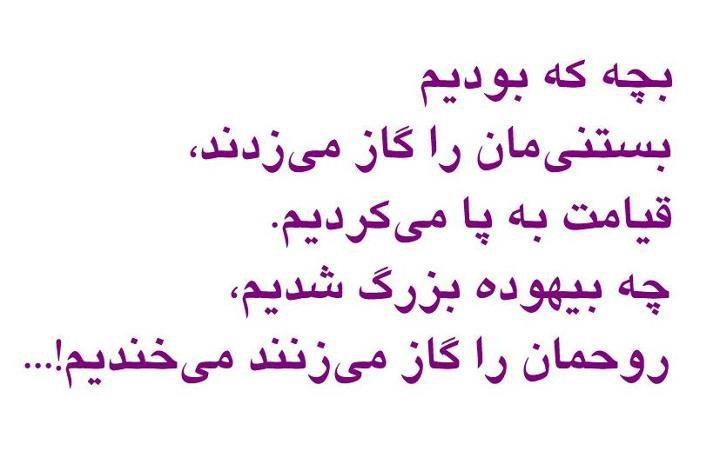 بچه که بودیم
بستنی‌مان را گاز می‌زدند،
قیامت به پا می‌کردیم.
چه بیهوده بزرگ شدیم،
روحمان را گاز می‌زنند می‌خندیم!...